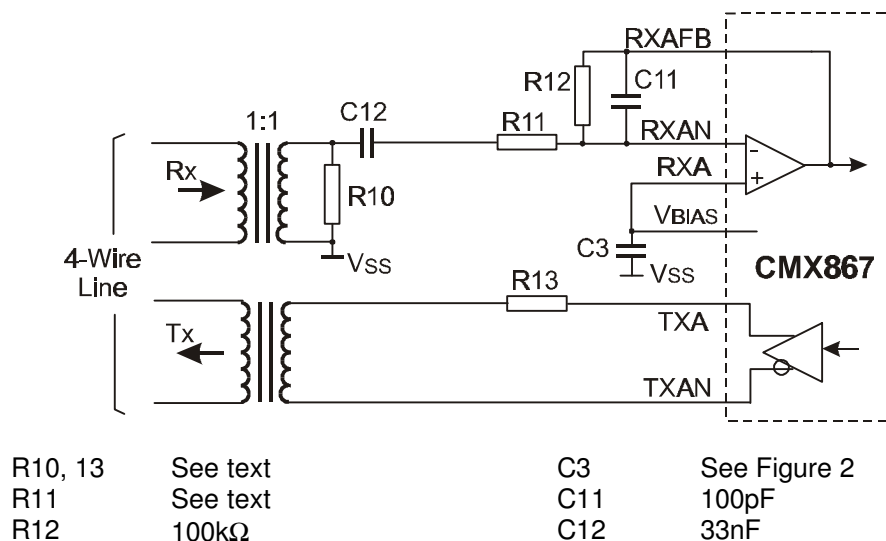 RXAFB
R12
C11
1:1
C12
R11
RXAN
RXA
Rx
R10
VBIAS
C3
VSS
VSS
CMX867
4-Wire
Line
R13
TXA
Tx
TXAN
-
+
R10, 13 See text C3 See Figure 2
R11 See text C11 100pF
R12 100kΩ C12 33nF